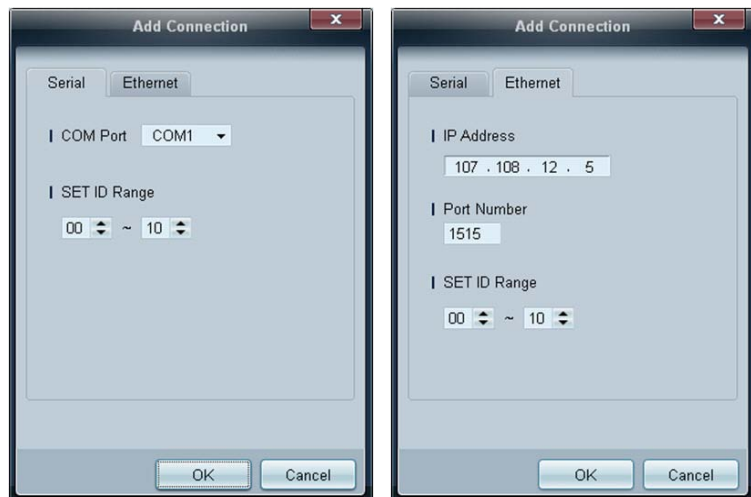 Add Connection
Serial Ethernet
COM Port COM1
SET ID Range
00 ~ 10
OK Cancel
Add Connection
Serial Ethernet
IP Address
107 . 108 . 12 . 5
Port Number
1515
SET ID Range
00 ~ 10
OK Cancel